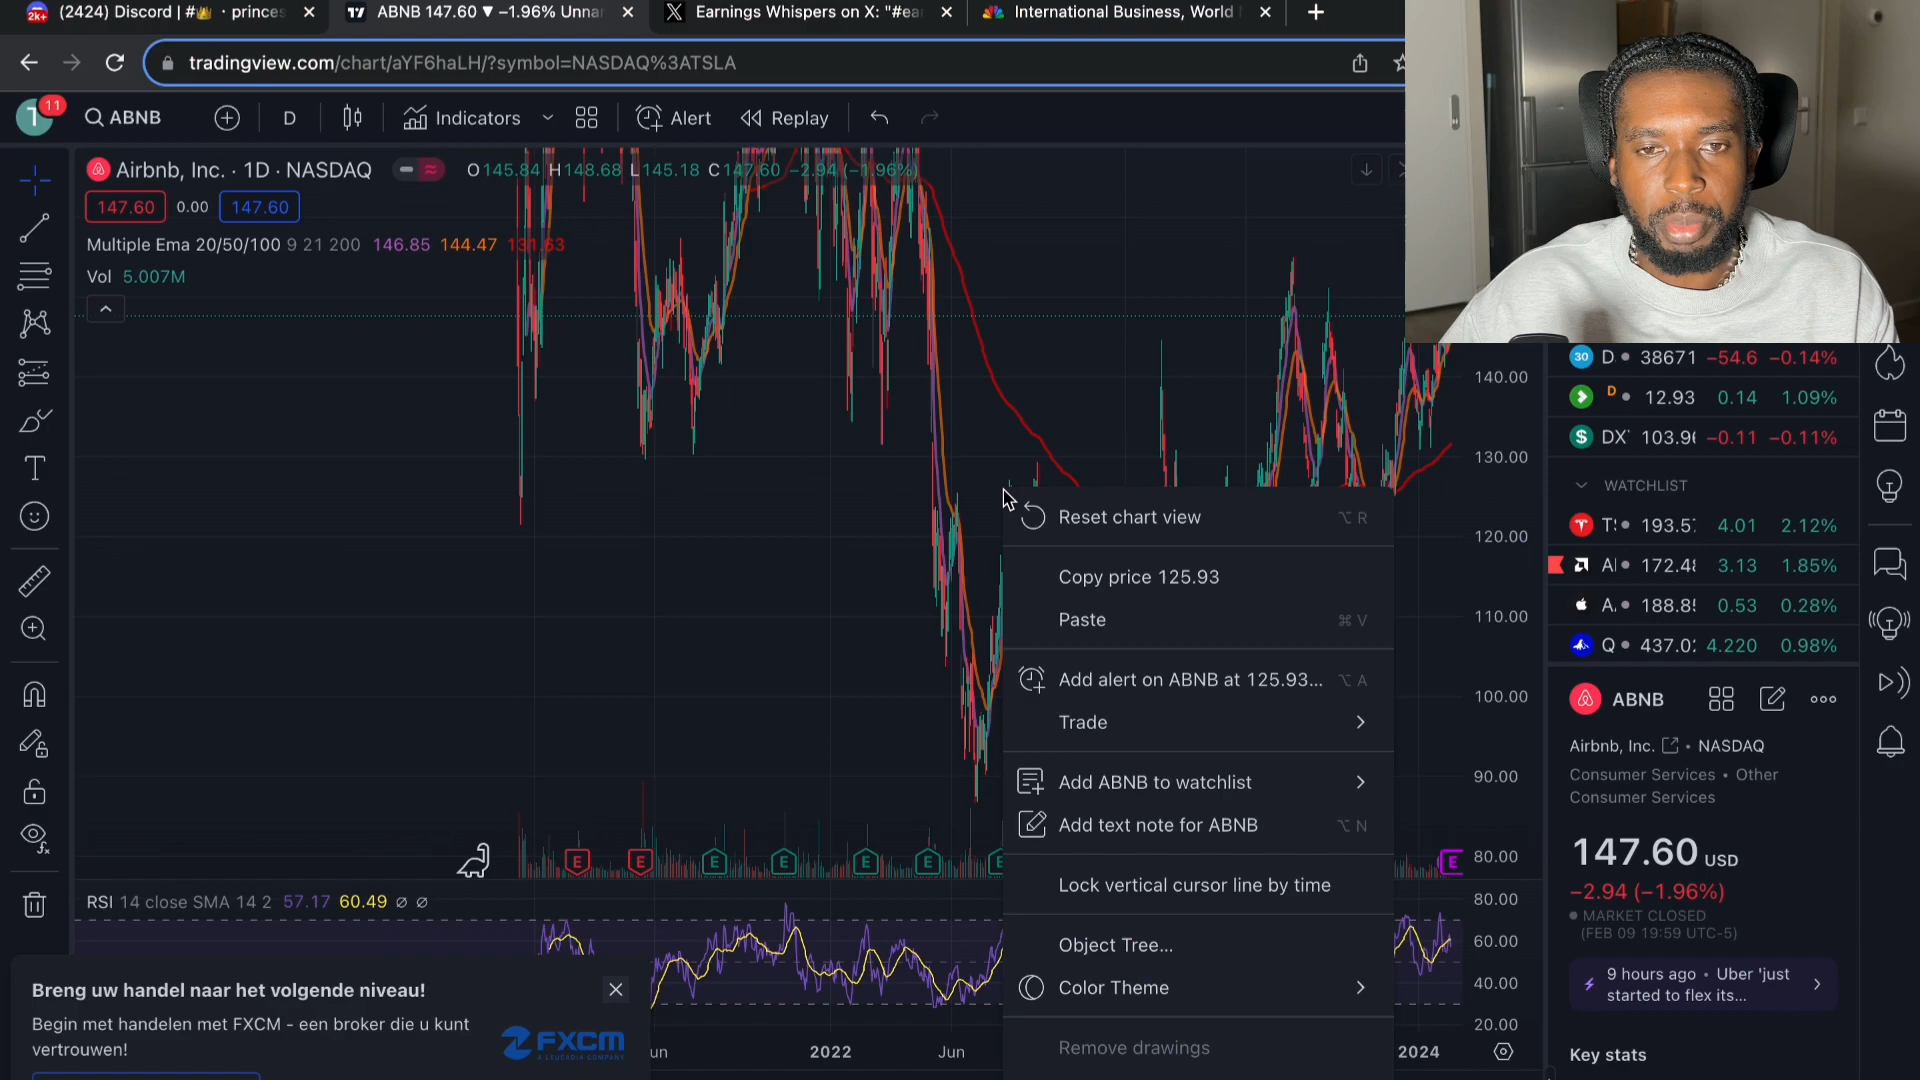 (2424) Discord | #👑 · princes
ABNB 147.60 ▼ −1.96% Unna
Earnings Whispers on X: "#ea
International Business, World
tradingview.com/chart/aYF6haLH/?symbol=NASDAQ%3ATSLA
11
ABNB
D
Indicators
Alert
Replay
Airbnb, Inc. · 1D · NASDAQ
O145.84 H148.68 L145.18 C147.60 −2.94 (−1.96%)
147.60 0.00 147.60
Multiple Ema 20/50/100 9 21 200 146.85 144.47 131.63
Vol 5.007M
140.00
130.00
120.00
110.00
100.00
90.00
80.00
Reset chart view ⌥ R
Copy price 125.93
Paste ⌘ V
Add alert on ABNB at 125.93... ⌥ A
Trade
Add ABNB to watchlist
Add text note for ABNB ⌥ N
Lock vertical cursor line by time
Object Tree...
Color Theme
Remove drawings
E E E E E E E E
RSI 14 close SMA 14 2 57.17 60.49 ∅ ∅
80.00
60.00
40.00
20.00
Breng uw handel naar het volgende niveau!
Begin met handelen met FXCM - een broker die u kunt
vertrouwen!
FXCM
A LEUCADIA COMPANY
un 2022 Jun 2024
30 D. 38671 −54.6 −0.14%
D 12.93 0.14 1.09%
$ DX 103.9 −0.11 −0.11%
WATCHLIST
T 193.5 4.01 2.12%
A 172.4 3.13 1.85%
A. 188.8 0.53 0.28%
Q 437.0 4.220 0.98%
ABNB
Airbnb, Inc. • NASDAQ
Consumer Services • Other
Consumer Services
147.60 USD
−2.94 (−1.96%)
MARKET CLOSED
(FEB 09 19:59 UTC-5)
9 hours ago • Uber 'just
started to flex its...
Key stats